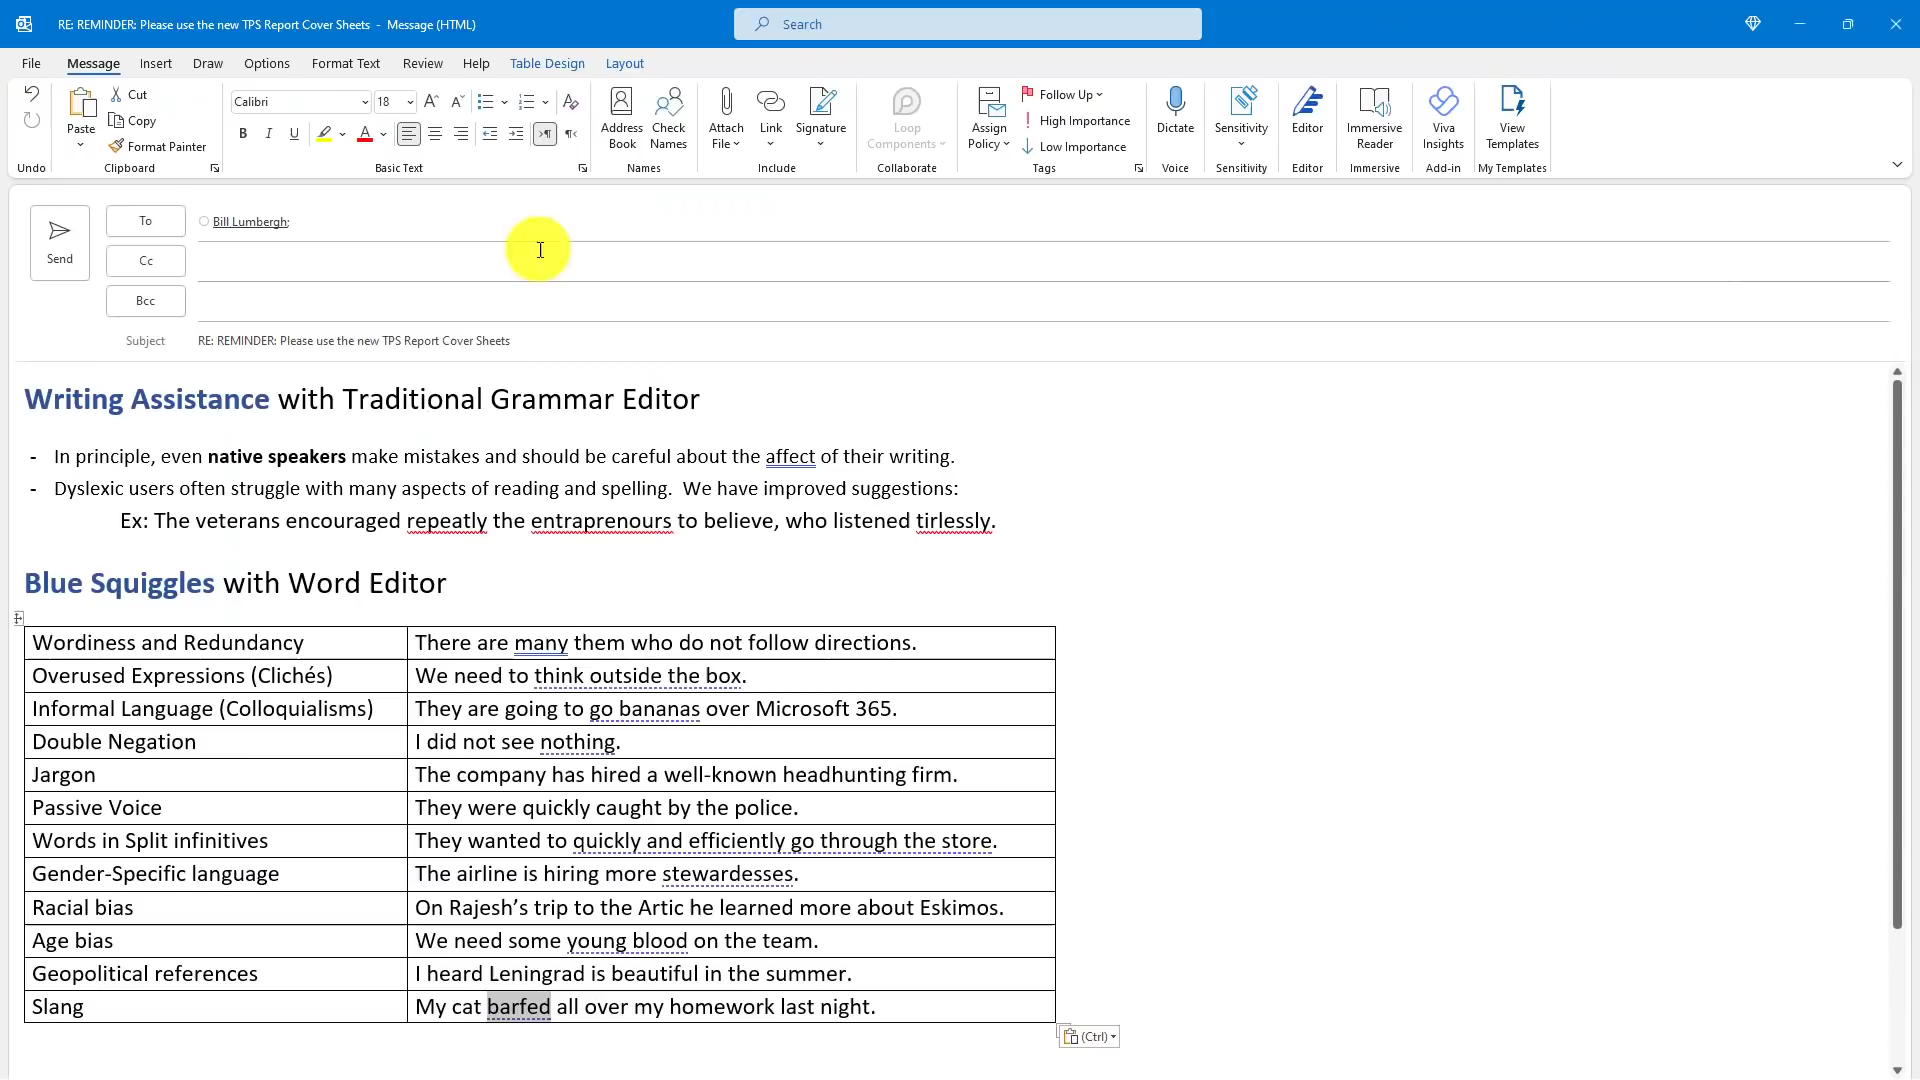 RE: REMINDER: Please use the new TPS Report Cover Sheets - Message (HTML)
Search
File Message Insert Draw Options Format Text Review Help Table Design Layout
Undo
Paste
Cut
Copy
Format Painter
Clipboard
Calibri 18
B I U A
Basic Text
Address Book
Check Names
Names
Attach File
Link
Signature
Include
Loop Components
Collaborate
Assign Policy
Follow Up
High Importance
Low Importance
Tags
Dictate
Voice
Sensitivity
Sensitivity
Editor
Editor
Immersive Reader
Immersive
Viva Insights
Add-in
View Templates
My Templates
Send
To Bill Lumbergh;
Cc
Bcc
Subject RE: REMINDER: Please use the new TPS Report Cover Sheets
Writing Assistance with Traditional Grammar Editor
- In principle, even native speakers make mistakes and should be careful about the affect of their writing.
- Dyslexic users often struggle with many aspects of reading and spelling. We have improved suggestions:
Ex: The veterans encouraged repeatly the entraprenours to believe, who listened tirlessly.
Blue Squiggles with Word Editor
Wordiness and Redundancy There are many them who do not follow directions.
Overused Expressions (Clichés) We need to think outside the box.
Informal Language (Colloquialisms) They are going to go bananas over Microsoft 365.
Double Negation I did not see nothing.
Jargon The company has hired a well-known headhunting firm.
Passive Voice They were quickly caught by the police.
Words in Split infinitives They wanted to quickly and efficiently go through the store.
Gender-Specific language The airline is hiring more stewardesses.
Racial bias On Rajesh’s trip to the Artic he learned more about Eskimos.
Age bias We need some young blood on the team.
Geopolitical references I heard Leningrad is beautiful in the summer.
Slang My cat barfed all over my homework last night.
(Ctrl)